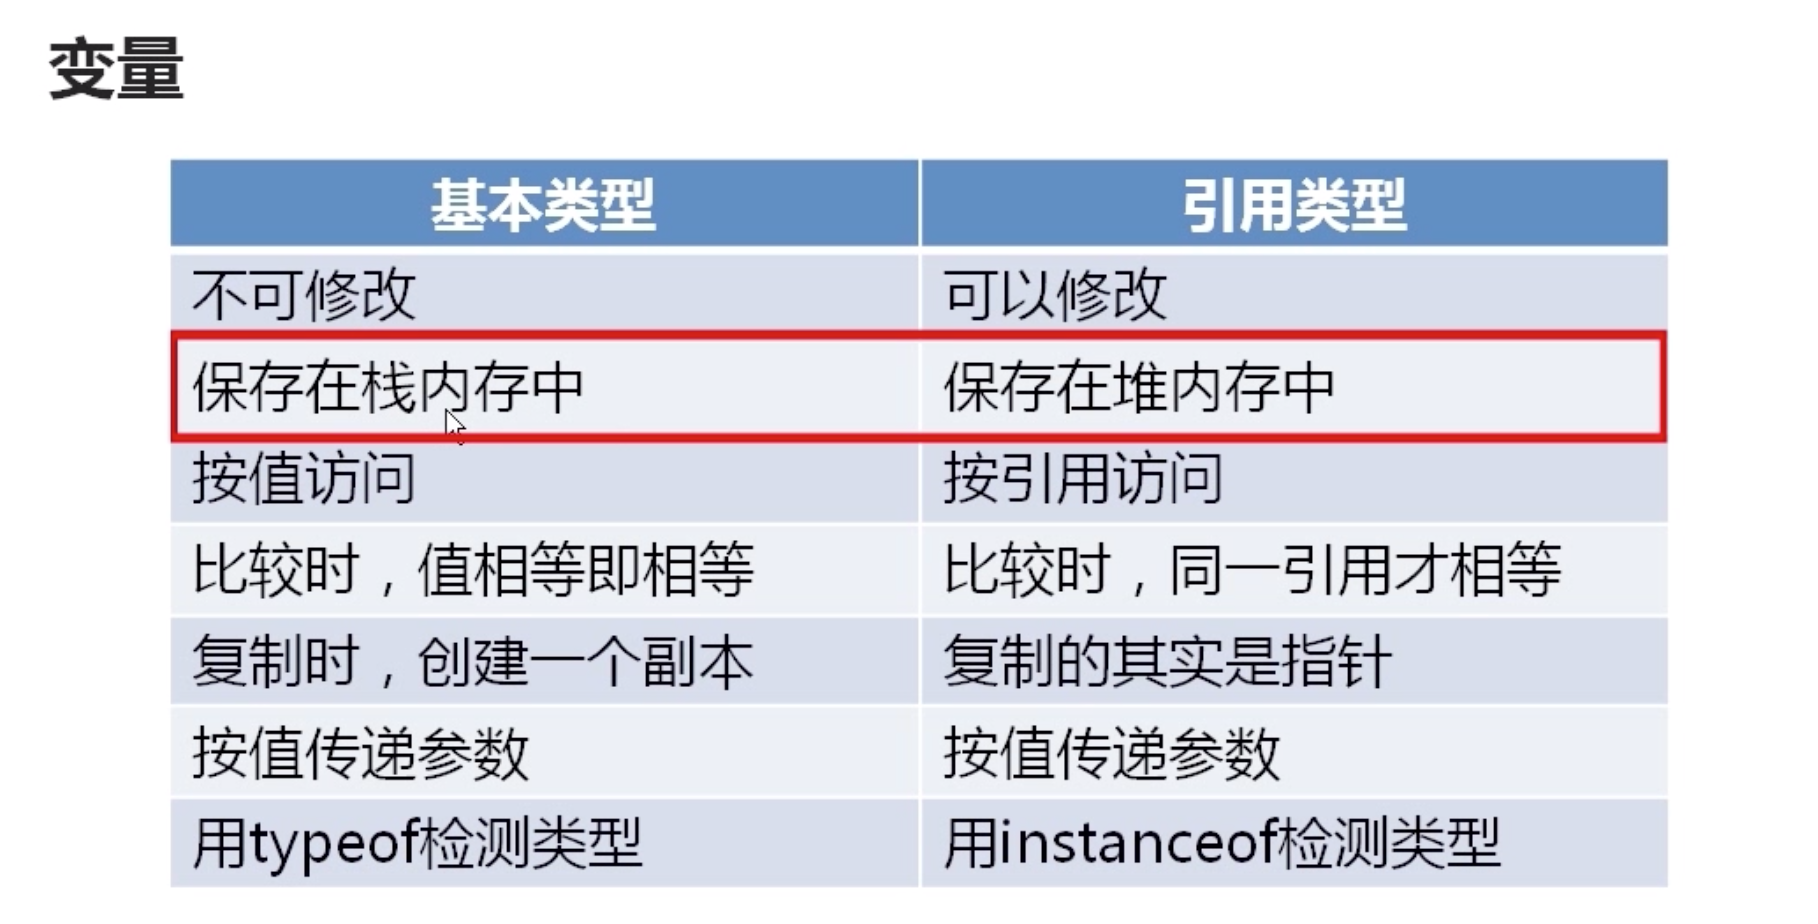 变量
基本类型 引用类型
不可修改 可以修改
保存在栈内存中 保存在堆内存中
按值访问 按引用访问
比较时，值相等即相等 比较时，同一引用才相等
复制时，创建一个副本 复制的其实是指针
按值传递参数 按值传递参数
用typeof检测类型 用instanceof检测类型